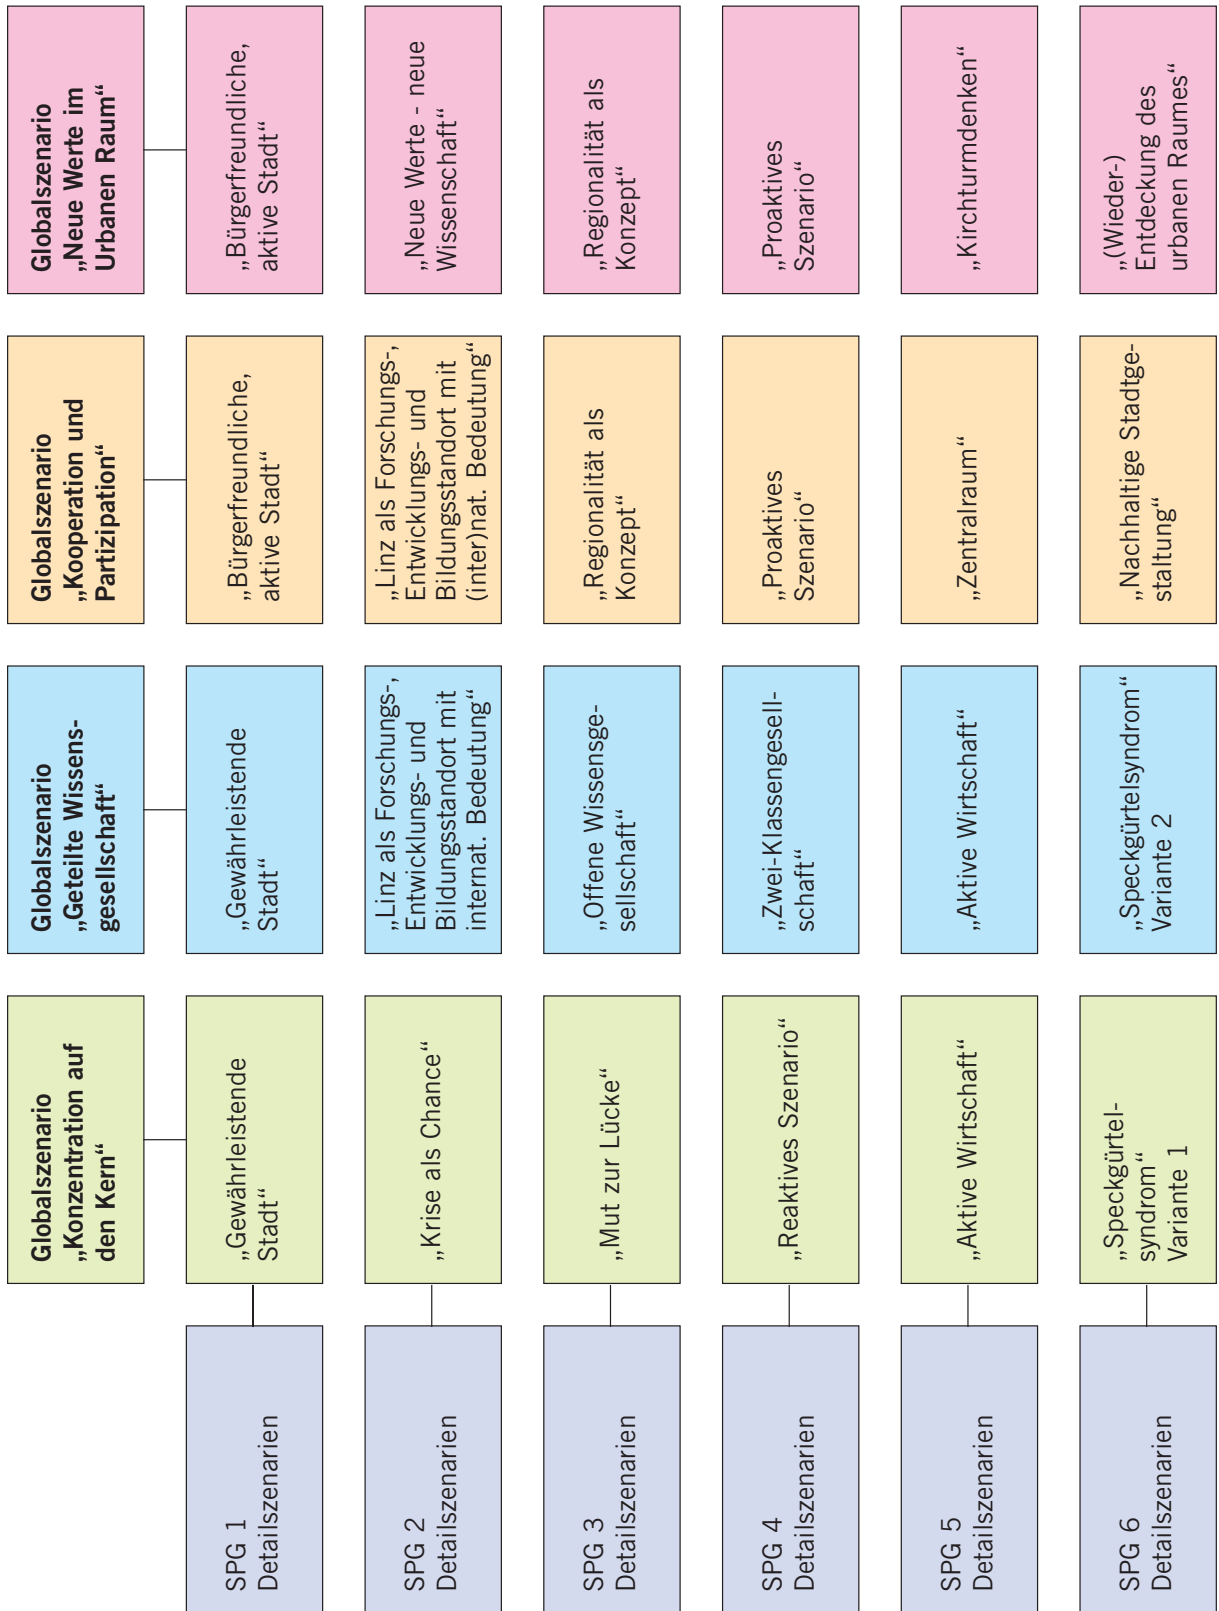 Globalszenario
„Konzentration auf
den Kern“
Globalszenario
„Geteilte Wissens-
gesellschaft“
Globalszenario
„Kooperation und
Partizipation“
Globalszenario
„Neue Werte im
Urbanen Raum“
SPG 1
Detailszenarien
„Gewährleistende
Stadt“
„Gewährleistende
Stadt“
„Bürgerfreundliche,
aktive Stadt“
„Bürgerfreundliche,
aktive Stadt“
SPG 2
Detailszenarien
„Krise als Chance“
„Linz als Forschungs-,
Entwicklungs- und
Bildungsstandort mit
internat. Bedeutung“
„Linz als Forschungs-,
Entwicklungs- und
Bildungsstandort mit
(inter)nat. Bedeutung“
„Neue Werte - neue
Wissenschaft“
SPG 3
Detailszenarien
„Mut zur Lücke“
„Offene Wissensge-
sellschaft“
„Regionalität als
Konzept“
„Regionalität als
Konzept“
SPG 4
Detailszenarien
„Reaktives Szenario“
„Zwei-Klassengesell-
schaft“
„Proaktives
Szenario“
„Proaktives
Szenario“
SPG 5
Detailszenarien
„Aktive Wirtschaft“
„Aktive Wirtschaft“
„Zentralraum“
„Kirchturmdenken“
SPG 6
Detailszenarien
„Speckgürtel-
syndrom“
Variante 1
„Speckgürtelsyndrom“
Variante 2
„Nachhaltige Stadtge-
staltung“
„(Wieder-)
Entdeckung des
urbanen Raumes“